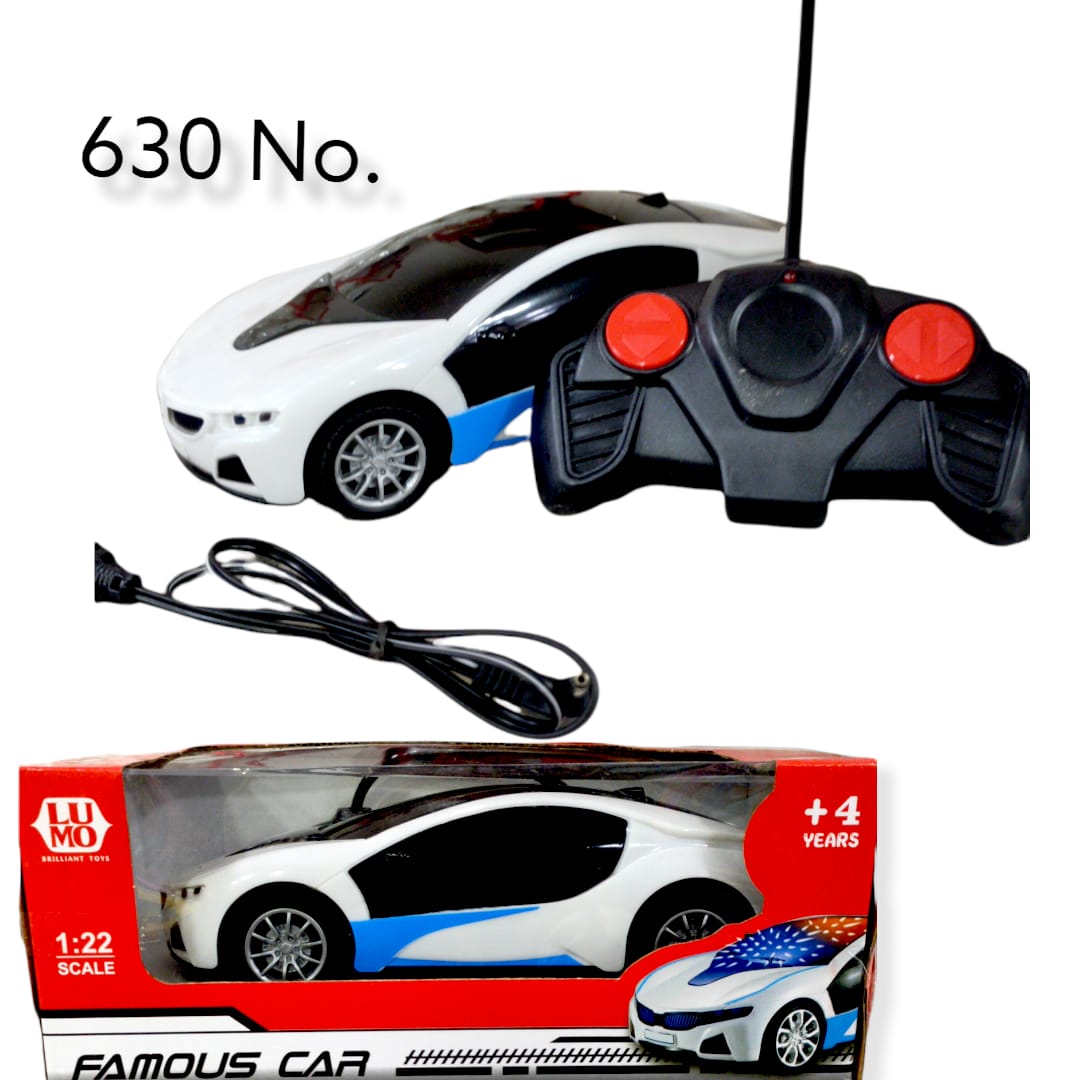 630 No.
LU
MO
BRILLIANT TOYS
+4
YEARS
1:22
SCALE
FAMOUS CAR